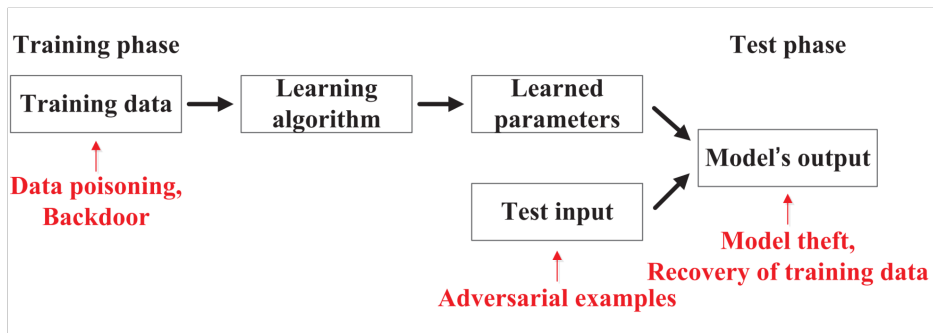 Training phase
Test phase
Training data
Learning
algorithm
Learned
parameters
Model's output
Test input
Data poisoning,
Backdoor
Adversarial examples
Model theft,
Recovery of training data